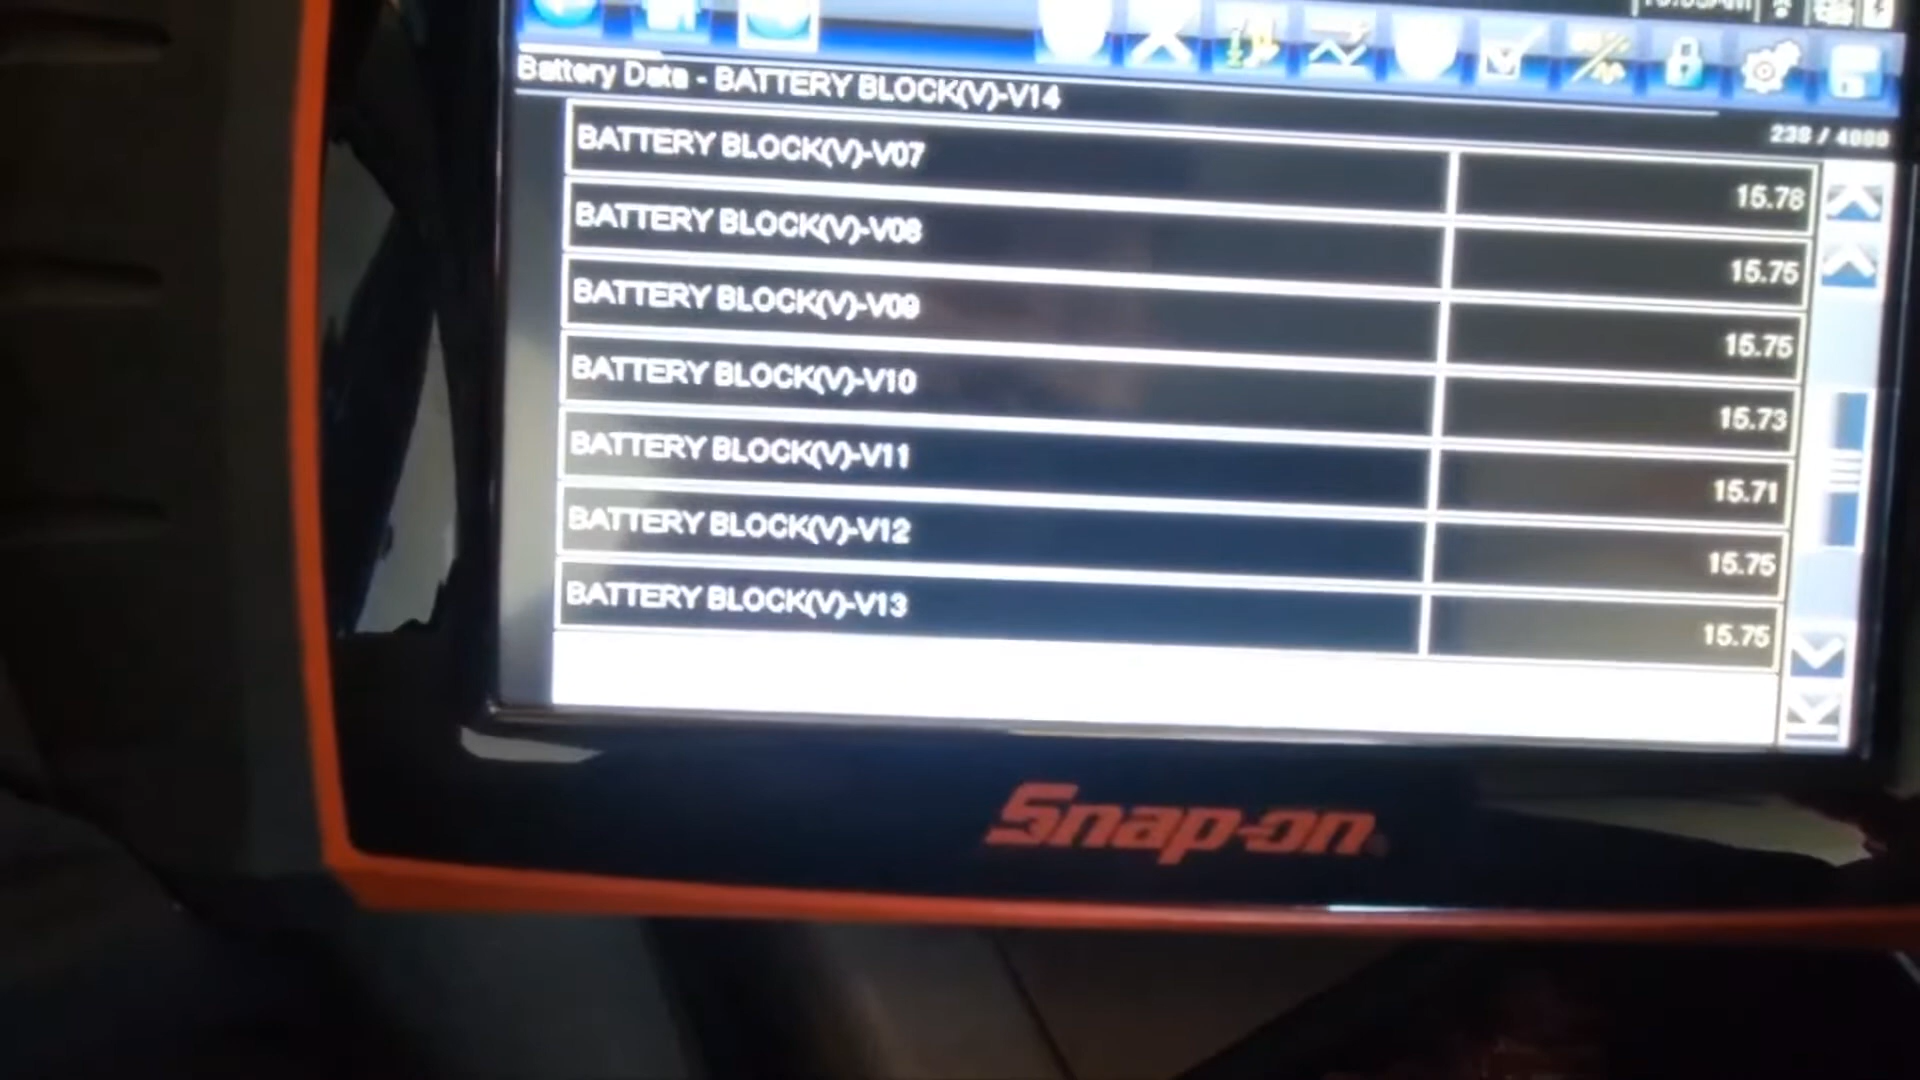 Battery Data - BATTERY BLOCK(V)-V14
238 / 4000
BATTERY BLOCK(V)-V07 15.78
BATTERY BLOCK(V)-V08 15.75
BATTERY BLOCK(V)-V09 15.75
BATTERY BLOCK(V)-V10 15.73
BATTERY BLOCK(V)-V11 15.71
BATTERY BLOCK(V)-V12 15.75
BATTERY BLOCK(V)-V13 15.75
Snap-on